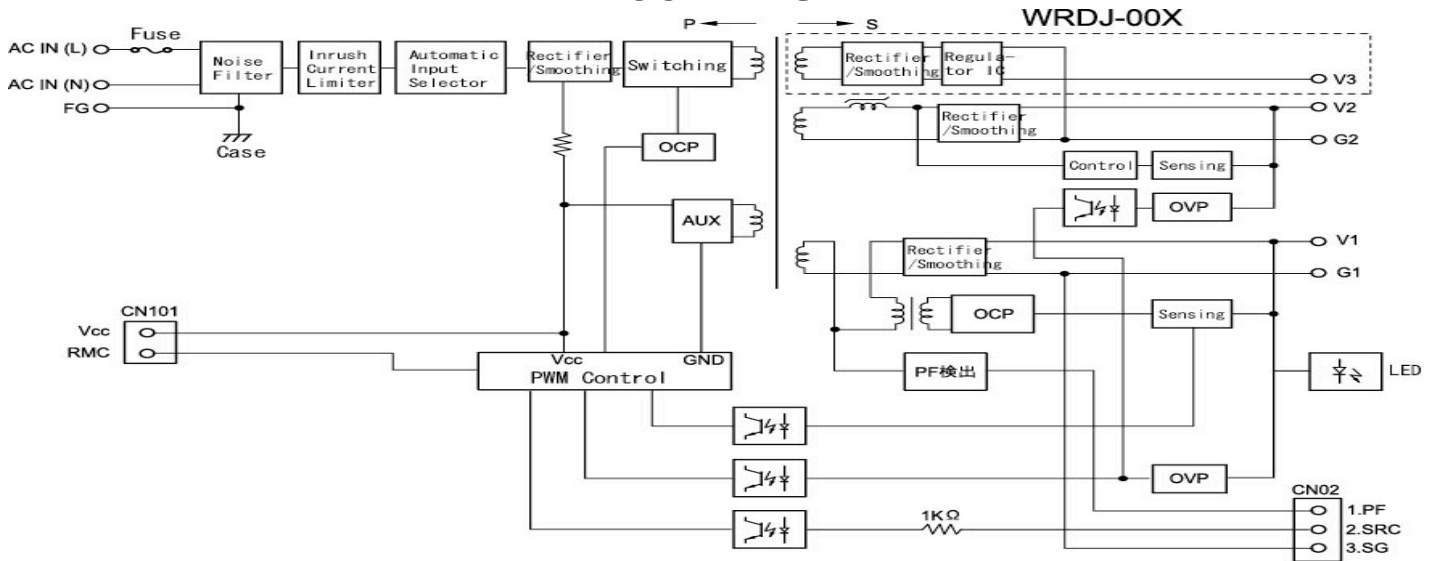 P
S
WRDJ-00X
AC IN (L)
Fuse
AC IN (N)
FG
Noise
Filter
Case
Inrush
Current
Limiter
Automatic
Input
Selector
Rectifier
/Smoothing
Switching
OCP
AUX
Rectifier
/Smoothing
Regula-
tor IC
V3
V2
Rectifier
/Smoothing
G2
Control
Sensing
OVP
V1
Rectifier
/Smoothing
G1
OCP
Sensing
PF検出
LED
CN101
Vcc
RMC
Vcc
GND
PWM Control
OVP
CN02
1KΩ
1.PF
2.SRC
3.SG